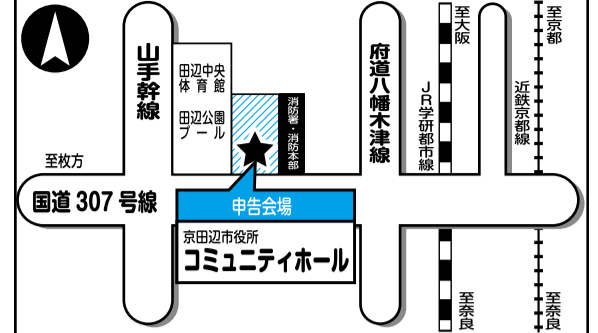 山手幹線
田辺中央
体育館
田辺公園
プール
消防署・消防本部
府道八幡木津線
至大阪
JR学研都市線
至京都
近鉄京都線
至枚方
国道307号線
申告会場
京田辺市役所
コミュニティホール
至奈良
至奈良